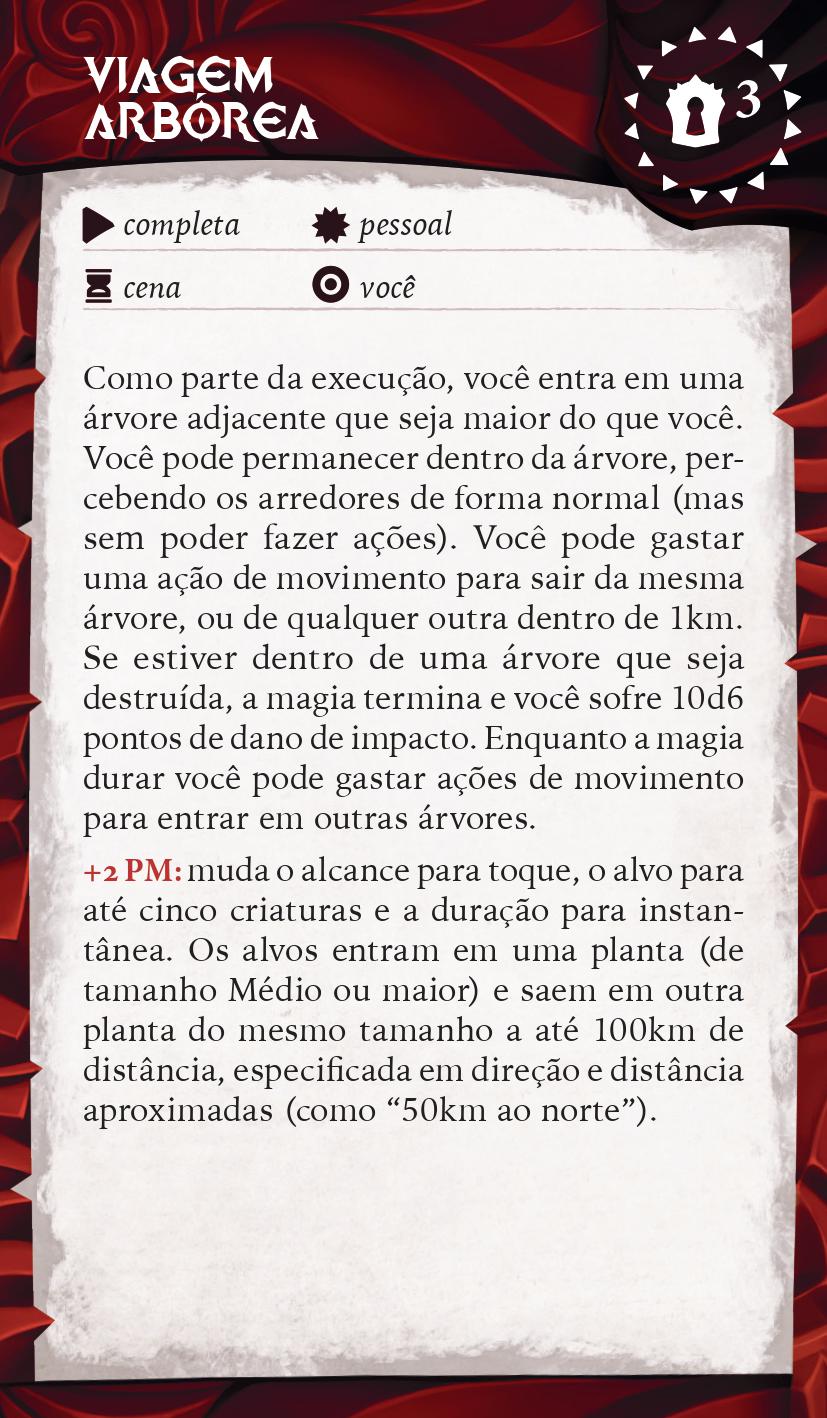 VIAGEM
ARBÓREA
3
completa pessoal
cena você
Como parte da execução, você entra em uma
árvore adjacente que seja maior do que você.
Você pode permanecer dentro da árvore, per-
cebendo os arredores de forma normal (mas
sem poder fazer ações). Você pode gastar
uma ação de movimento para sair da mesma
árvore, ou de qualquer outra dentro de 1km.
Se estiver dentro de uma árvore que seja
destruída, a magia termina e você sofre 10d6
pontos de dano de impacto. Enquanto a magia
durar você pode gastar ações de movimento
para entrar em outras árvores.
+2 PM: muda o alcance para toque, o alvo para
até cinco criaturas e a duração para instan-
tânea. Os alvos entram em uma planta (de
tamanho Médio ou maior) e saem em outra
planta do mesmo tamanho a até 100km de
distância, especificada em direção e distância
aproximadas (como “50km ao norte”).